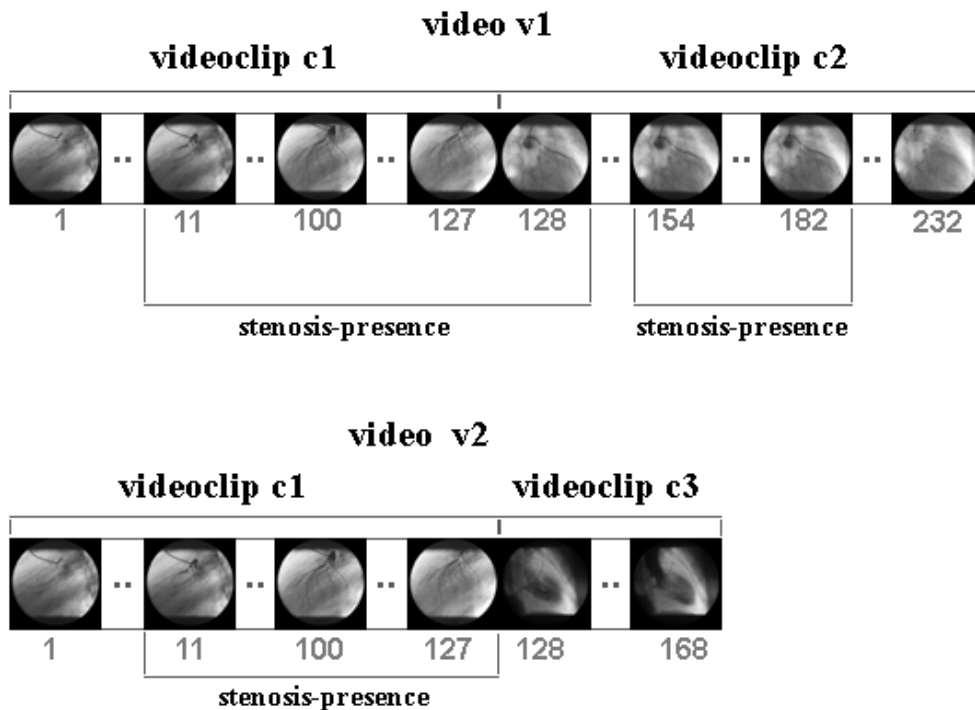 video v1
videoclip c1 videoclip c2
1 11 100 127 128 154 182 232
stenosis-presence stenosis-presence
video v2
videoclip c1 videoclip c3
1 11 100 127 128 168
stenosis-presence